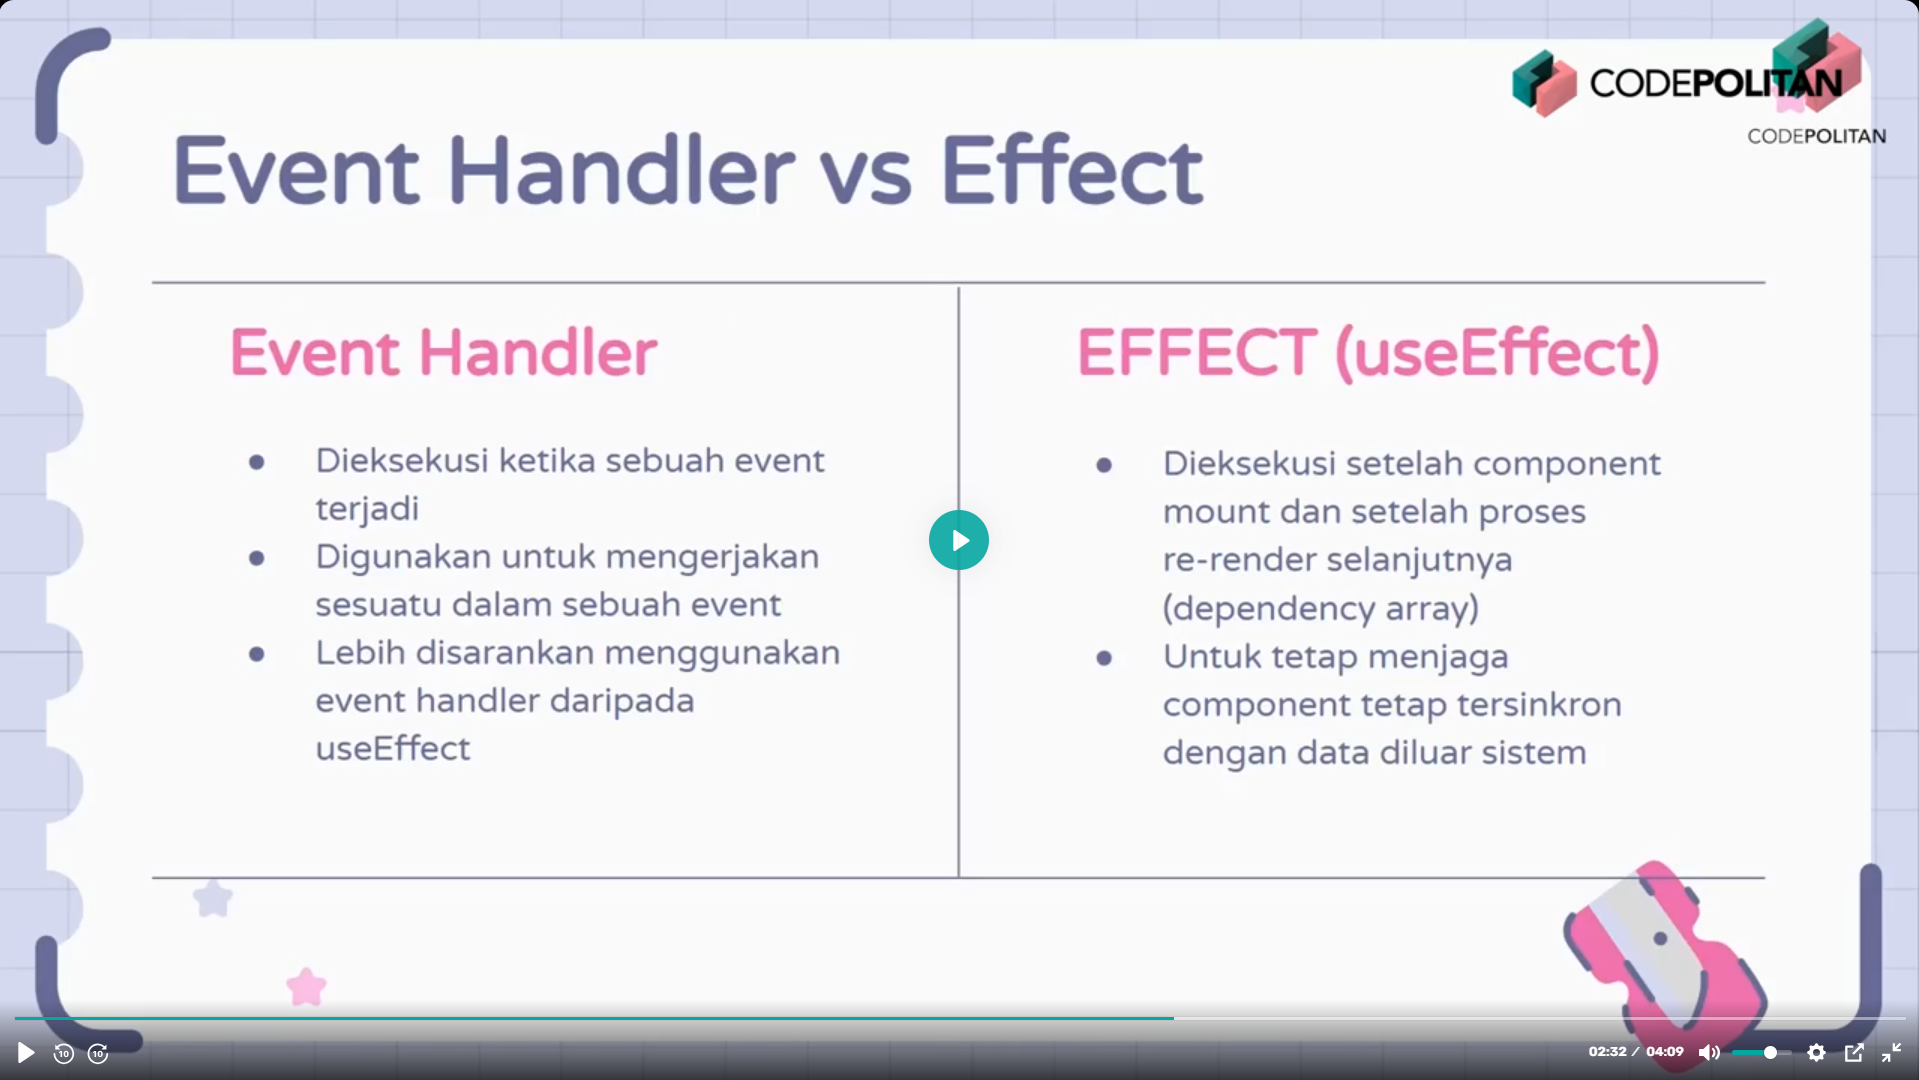 CODEPOLITAN
CODEPOLITAN
Event Handler vs Effect
Event Handler
Dieksekusi ketika sebuah event
terjadi
Digunakan untuk mengerjakan
sesuatu dalam sebuah event
Lebih disarankan menggunakan
event handler daripada
useEffect
EFFECT (useEffect)
Dieksekusi setelah component
mount dan setelah proses
re-render selanjutnya
(dependency array)
Untuk tetap menjaga
component tetap tersinkron
dengan data diluar sistem
10
10
02:32 / 04:09